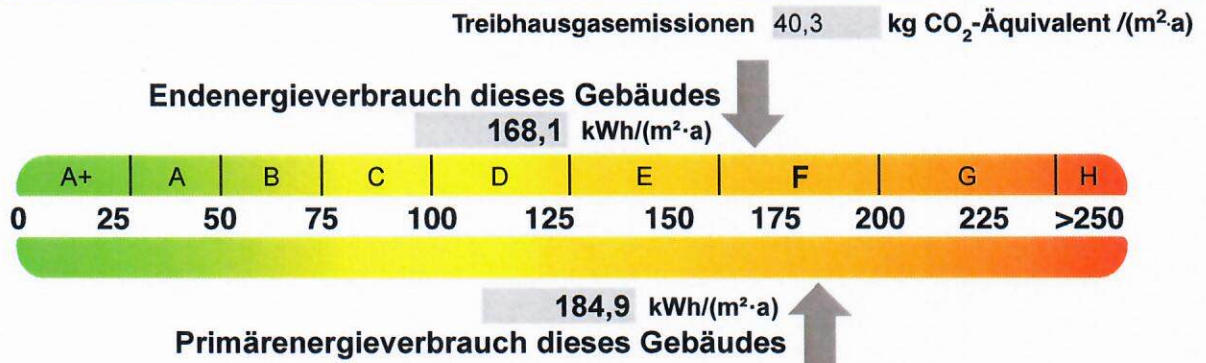 Treibhausgasemissionen 40,3 kg CO₂-Äquivalent /(m²·a)
Endenergieverbrauch dieses Gebäudes
168,1 kWh/(m²·a)
A+ A B C D E F G H
0 25 50 75 100 125 150 175 200 225 >250
184,9 kWh/(m²·a)
Primärenergieverbrauch dieses Gebäudes